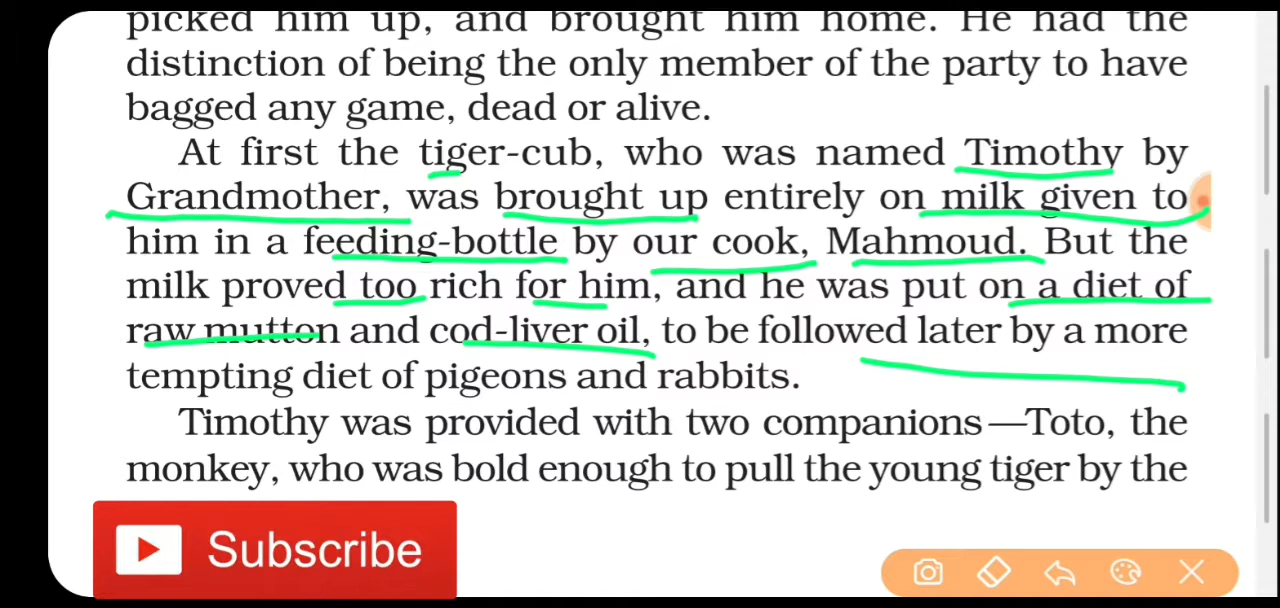 picked him up, and brought him home. He had the
distinction of being the only member of the party to have
bagged any game, dead or alive.
At first the tiger-cub, who was named Timothy by
Grandmother, was brought up entirely on milk given to
him in a feeding-bottle by our cook, Mahmoud. But the
milk proved too rich for him, and he was put on a diet of
raw mutton and cod-liver oil, to be followed later by a more
tempting diet of pigeons and rabbits.
Timothy was provided with two companions—Toto, the
monkey, who was bold enough to pull the young tiger by the
Subscribe